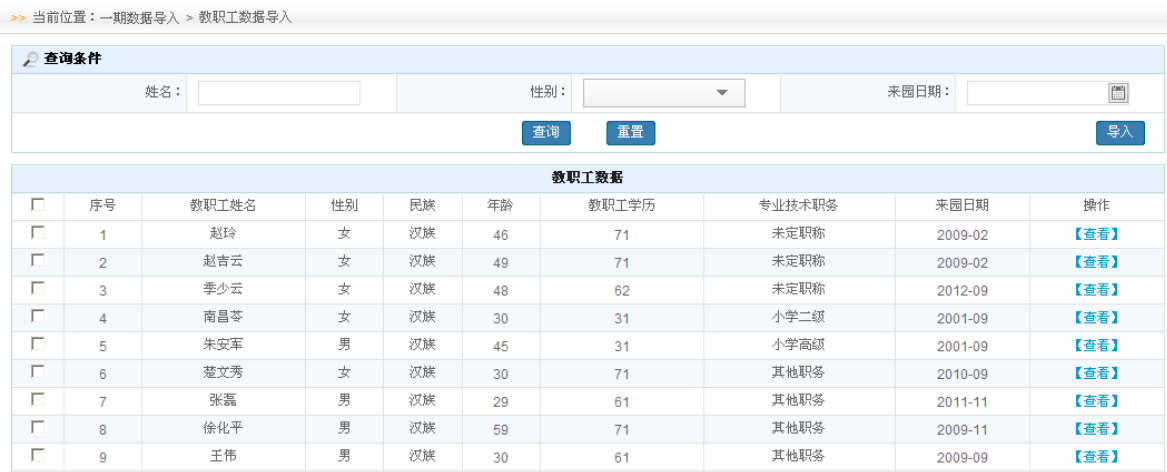 >> 当前位置：一期数据导入 > 教职工数据导入
查询条件
姓名： 性别： 来园日期：
查询 重置 导入
教职工数据
序号 教职工姓名 性别 民族 年龄 教职工学历 专业技术职务 来园日期 操作
1 赵玲 女 汉族 46 71 未定职称 2009-02 【查看】
2 赵吉云 女 汉族 49 71 未定职称 2009-02 【查看】
3 季少云 女 汉族 48 62 未定职称 2012-09 【查看】
4 南昌苓 女 汉族 30 31 小学二级 2001-09 【查看】
5 朱安军 男 汉族 45 31 小学高级 2001-09 【查看】
6 楚文秀 女 汉族 30 71 其他职务 2010-09 【查看】
7 张磊 男 汉族 29 61 其他职务 2011-11 【查看】
8 徐化平 男 汉族 59 71 其他职务 2009-11 【查看】
9 王伟 男 汉族 30 61 其他职务 2009-09 【查看】